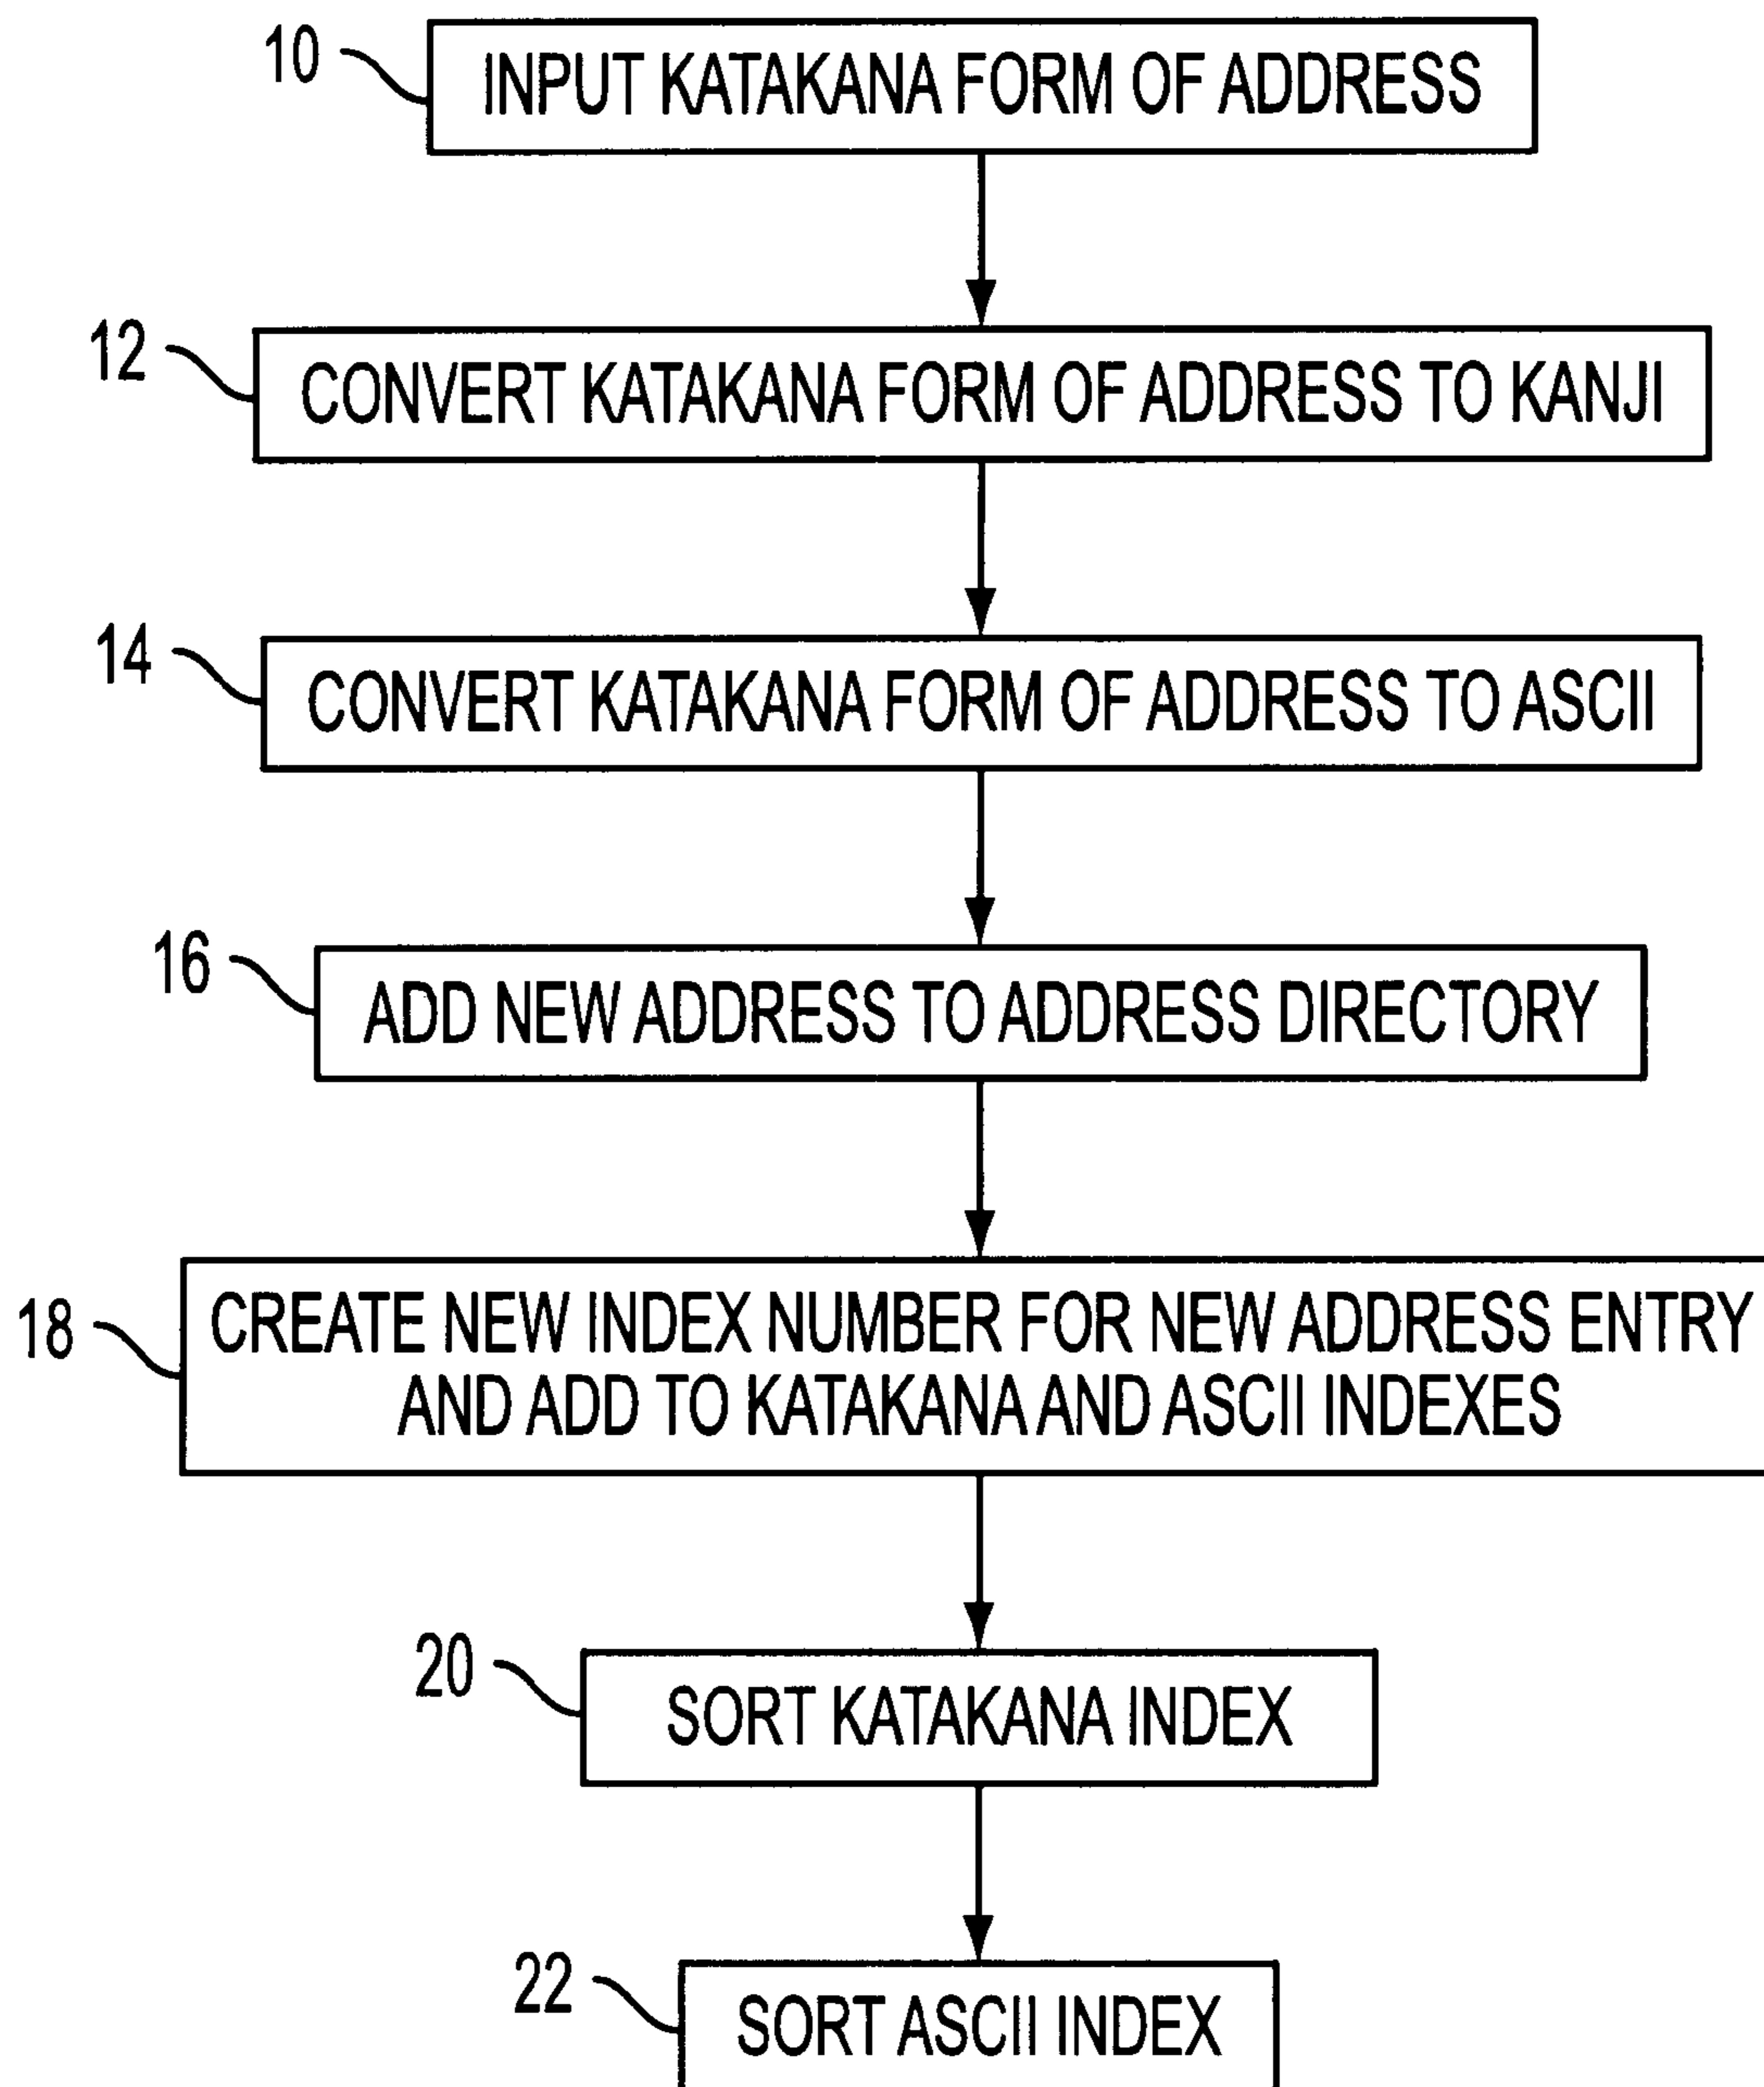 10 INPUT KATAKANA FORM OF ADDRESS
12 CONVERT KATAKANA FORM OF ADDRESS TO KANJI
14 CONVERT KATAKANA FORM OF ADDRESS TO ASCII
16 ADD NEW ADDRESS TO ADDRESS DIRECTORY
18 CREATE NEW INDEX NUMBER FOR NEW ADDRESS ENTRY
AND ADD TO KATAKANA AND ASCII INDEXES
20 SORT KATAKANA INDEX
22 SORT ASCII INDEX